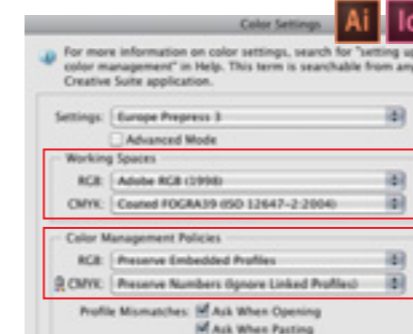 Color Settings
Ai Id
For more information on color settings, search for "setting up
color management" in Help. This term is searchable from any
Creative Suite application.
Settings: Europe Prepress 3
Advanced Mode
Working Spaces
RGB: Adobe RGB (1998)
CMYK: Coated FOGRA39 (ISO 12647-2:2004)
Color Management Policies
RGB: Preserve Embedded Profiles
CMYK: Preserve Numbers (Ignore Linked Profiles)
Profile Mismatches: Ask When Opening
Ask When Pasting